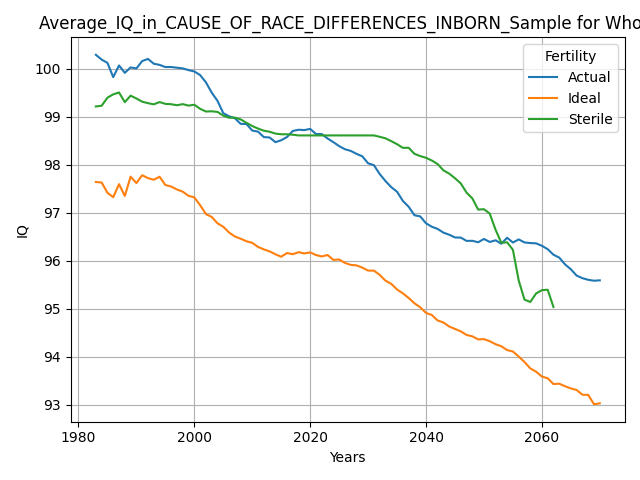 Average_IQ_in_CAUSE_OF_RACE_DIFFERENCES_INBORN_Sample for Who
Fertility
Actual
Ideal
Sterile
100
99
98
97
96
95
94
93
IQ
1980
2000
2020
2040
2060
Years